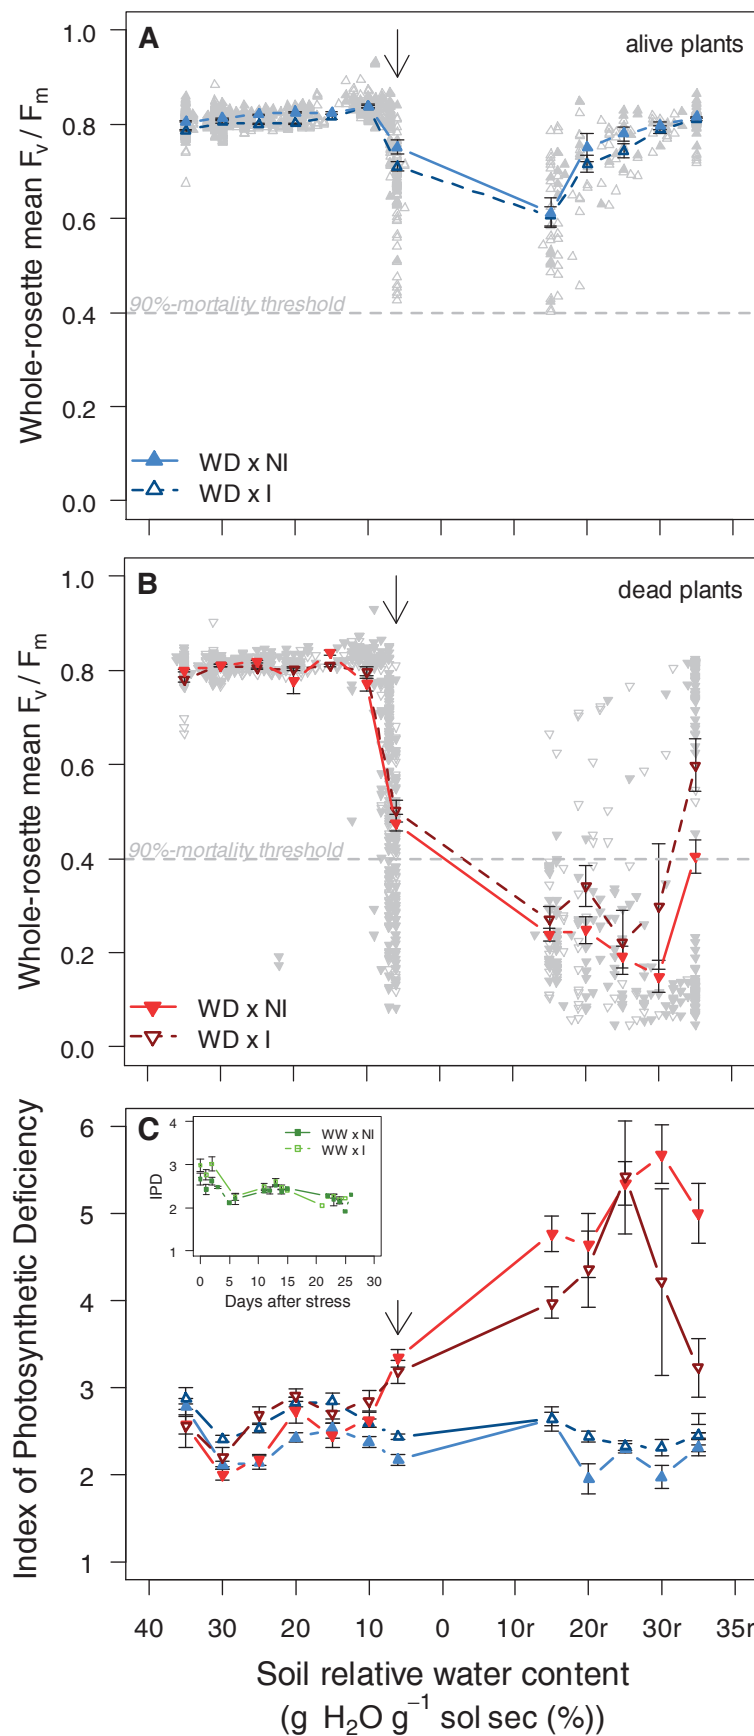 A
alive plants
Whole-rosette mean Fv / Fm
1.0
0.8
0.6
0.4
0.2
0.0
90%-mortality threshold
WD x NI
WD x I
B
dead plants
Whole-rosette mean Fv / Fm
1.0
0.8
0.6
0.4
0.2
0.0
90%-mortality threshold
WD x NI
WD x I
C
Index of Photosynthetic Deficiency
6
5
4
3
2
1
IPD
4
3
2
1
WW x NI
WW x I
0 5 10 15 20 25 30
Days after stress
40 30 20 10 0 10r 20r 30r 35r
Soil relative water content
(g H₂O g⁻¹ sol sec (%))